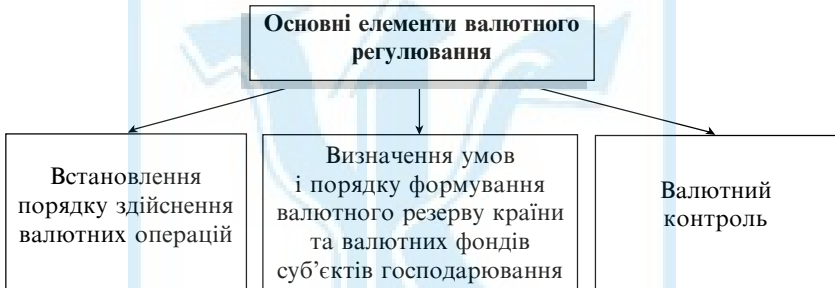 Основні елементи валютного
регулювання
Встановлення
порядку здійснення
валютних операцій
Визначення умов
і порядку формування
валютного резерву країни
та валютних фондів
суб’єктів господарювання
Валютний
контроль